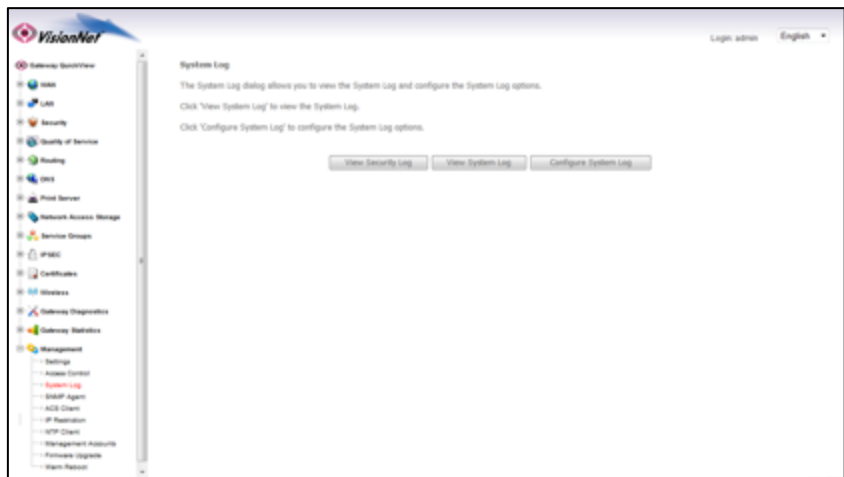 VisionNet
Login: admin
English
Gateway QuickView
WAN
LAN
Security
Quality of Service
Routing
DNS
Print Server
Network Access Storage
Service Groups
IPSEC
Certificates
Wireless
Gateway Diagnostics
Gateway Statistics
Management
Settings
Access Control
System Log
SNMP Agent
ACS Client
IP Restriction
NTP Client
Management Accounts
Firmware Upgrade
Warm Reboot
System Log
The System Log dialog allows you to view the System Log and configure the System Log options.
Click 'View System Log' to view the System Log.
Click 'Configure System Log' to configure the System Log options.
View Security Log
View System Log
Configure System Log